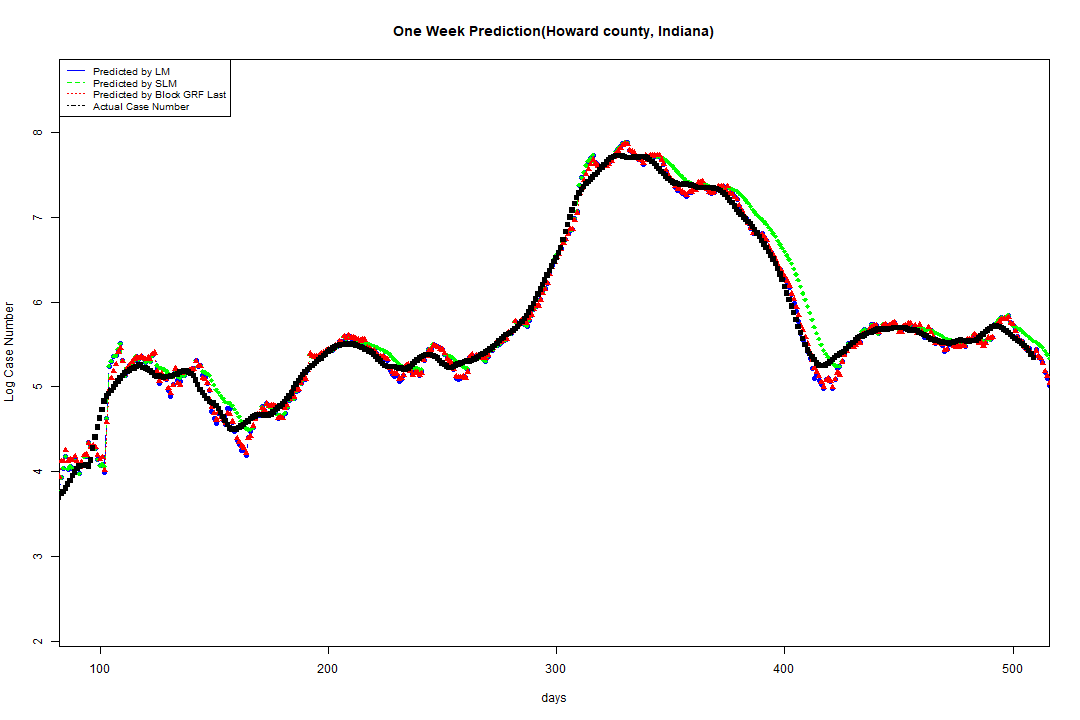 One Week Prediction(Howard county, Indiana)
Predicted by LM
Predicted by SLM
Predicted by Block GRF Last
Actual Case Number
8
7
6
5
4
3
2
Log Case Number
100 200 300 400 500
days